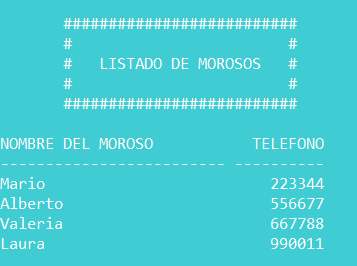 ##########################
#                        #
#   LISTADO DE MOROSOS   #
#                        #
##########################
NOMBRE DEL MOROSO           TELEFONO
------------------------- ----------
Mario                         223344
Alberto                       556677
Valeria                       667788
Laura                         990011